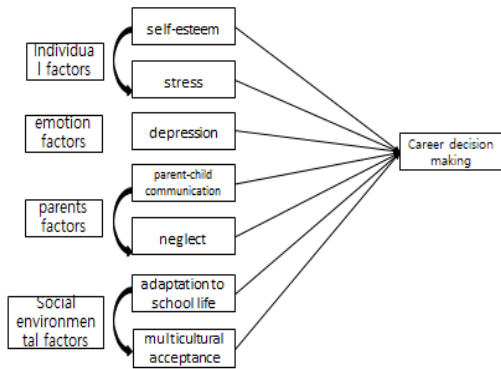 self-esteem
Individua
l factors
stress
emotion
factors
depression
Career decision
making
parent-child
communication
parents
factors
neglect
adaptation to
school life
Social
environmen
tal factors
multicultural
acceptance